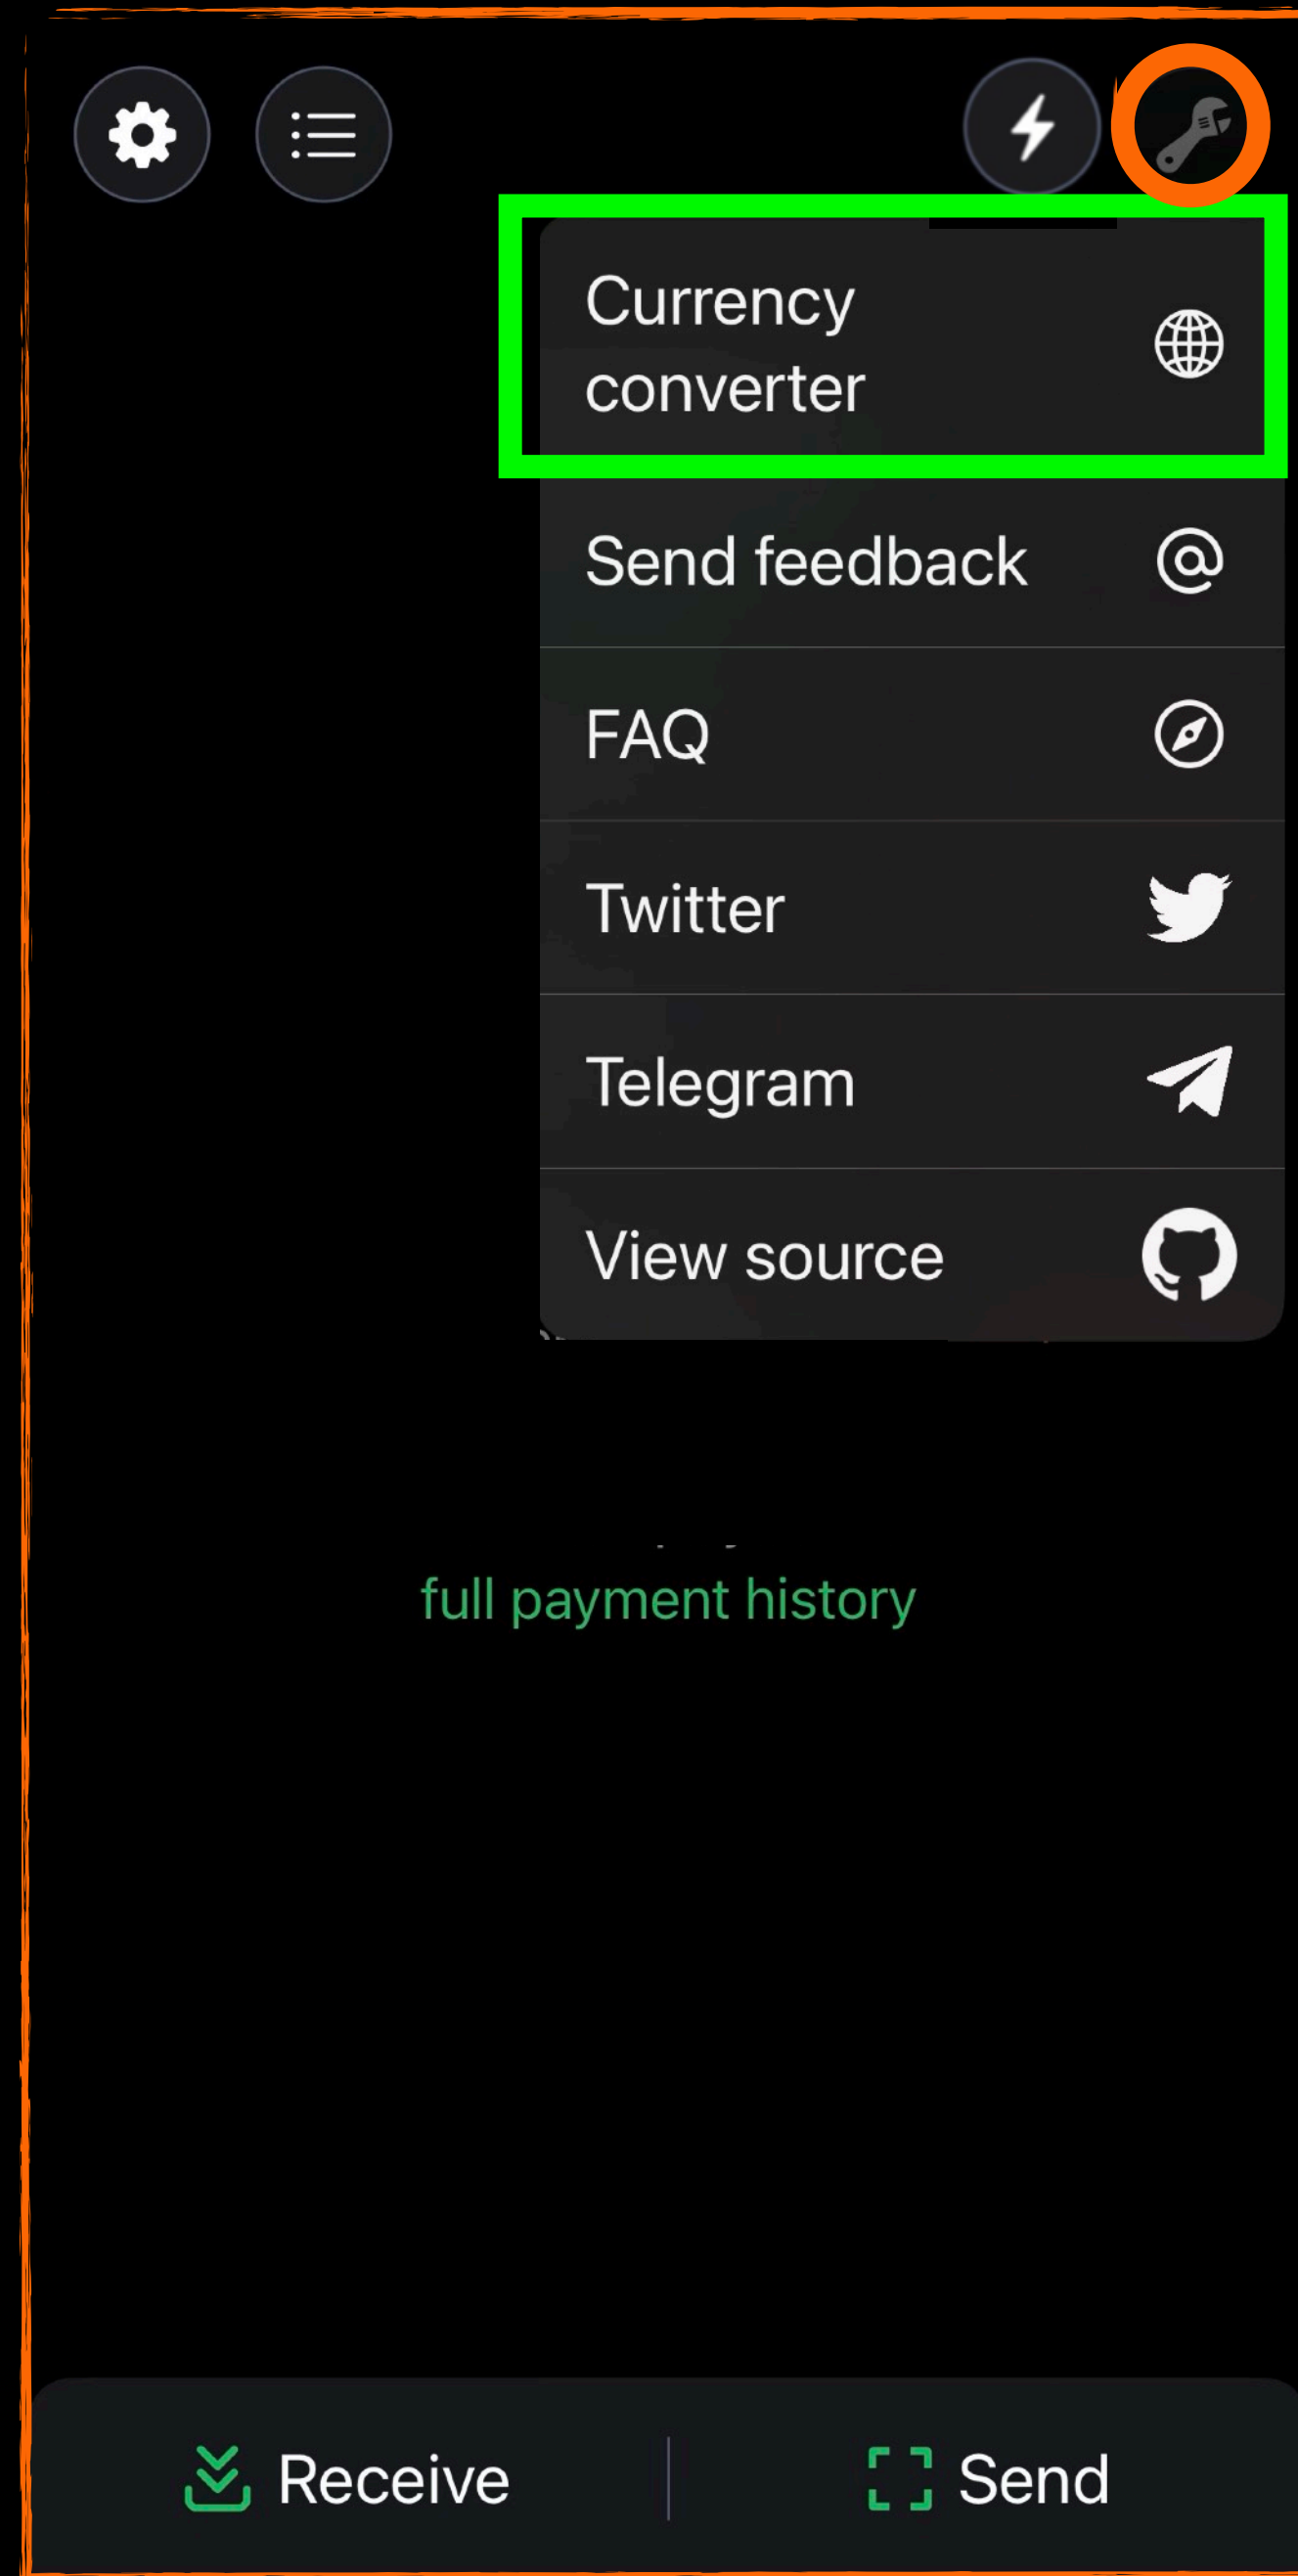 Currency
converter
Send feedback
FAQ
Twitter
Telegram
View source
full payment history
Receive
Send